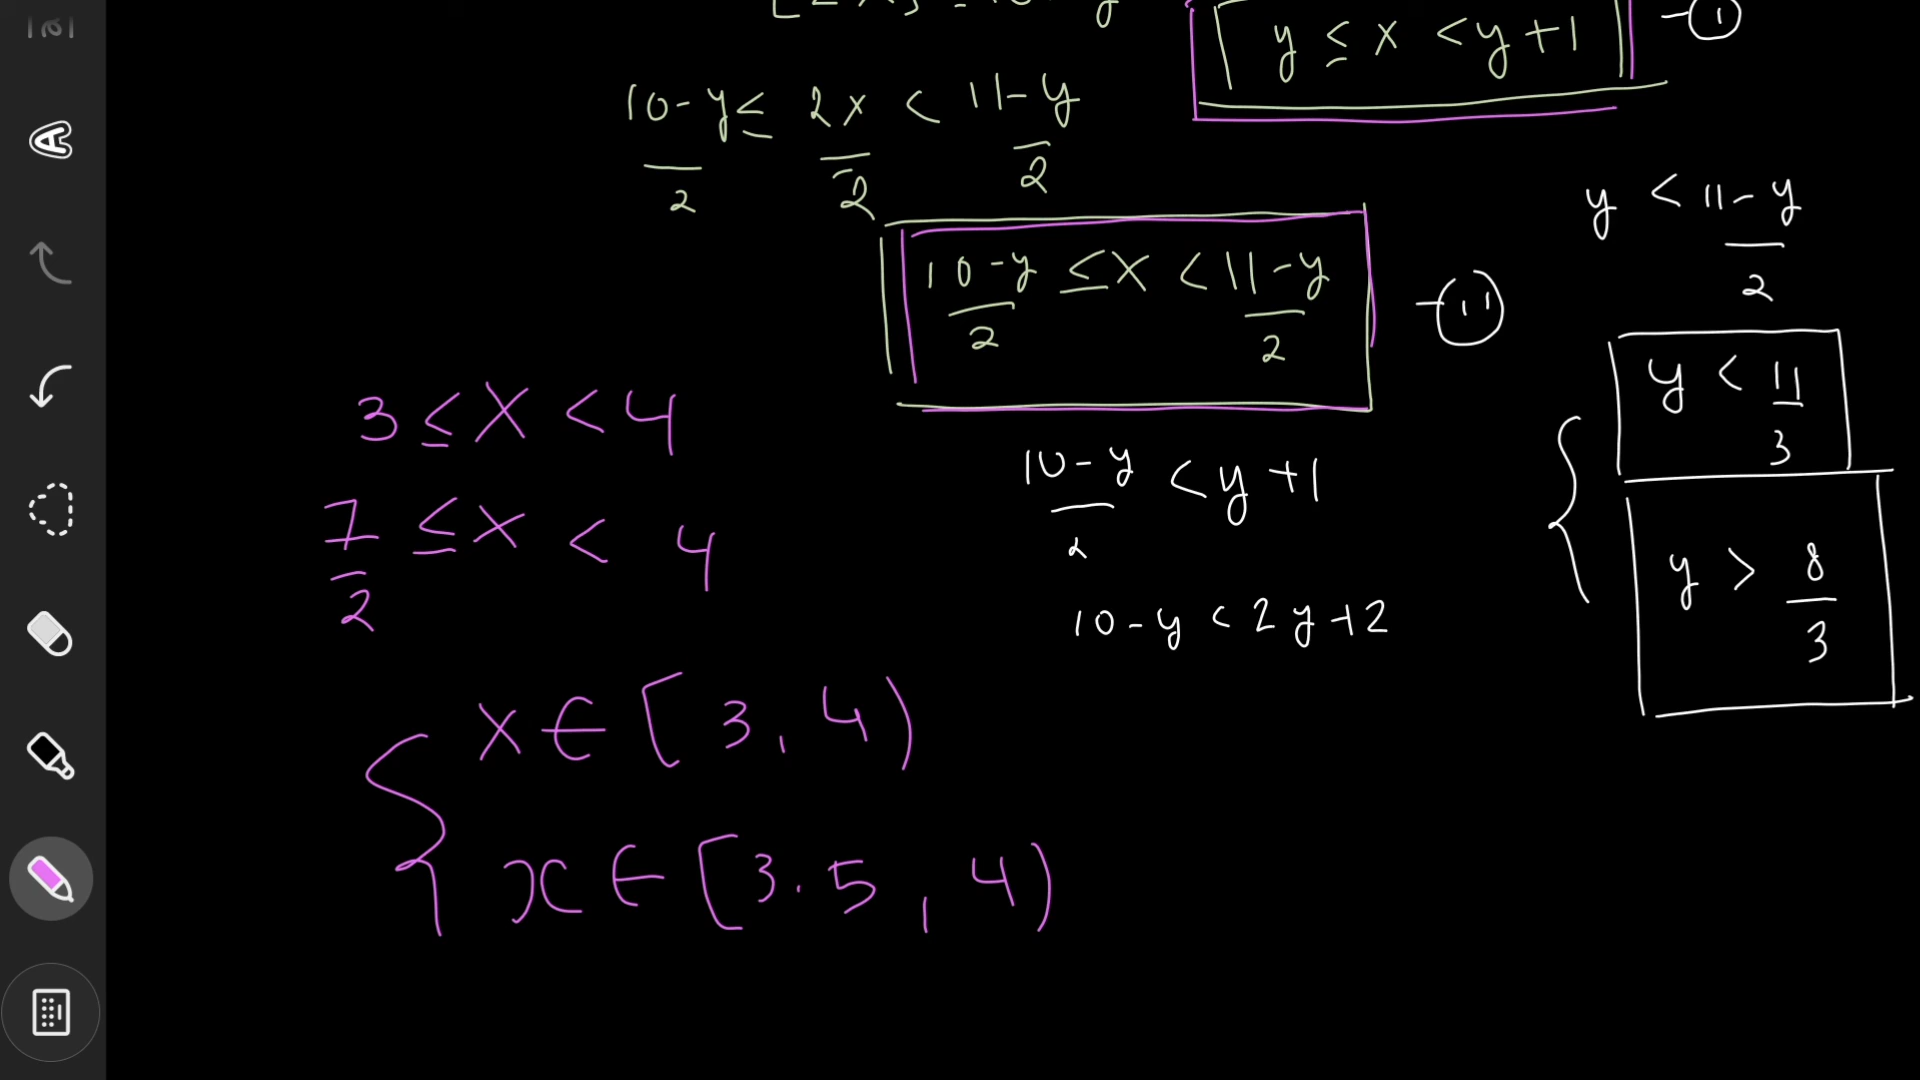 y ≤ x < y + 1 - (i)
10 - y / 2 ≤ 2x / 2 < 11 - y / 2
y < 11 - y / 2
10 - y / 2 ≤ x < 11 - y / 2 - (ii)
y < 11 / 3
3 ≤ x < 4
10 - y / 2 < y + 1
7 / 2 ≤ x < 4
y > 8 / 3
10 - y < 2y + 2
x ∈ [3, 4)
x ∈ [3.5, 4)